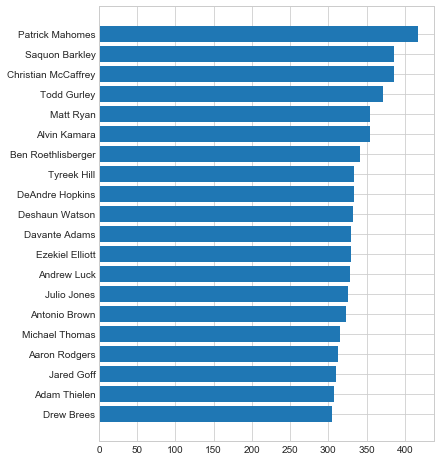 Patrick Mahomes
Saquon Barkley
Christian McCaffrey
Todd Gurley
Matt Ryan
Alvin Kamara
Ben Roethlisberger
Tyreek Hill
DeAndre Hopkins
Deshaun Watson
Davante Adams
Ezekiel Elliott
Andrew Luck
Julio Jones
Antonio Brown
Michael Thomas
Aaron Rodgers
Jared Goff
Adam Thielen
Drew Brees
0 50 100 150 200 250 300 350 400